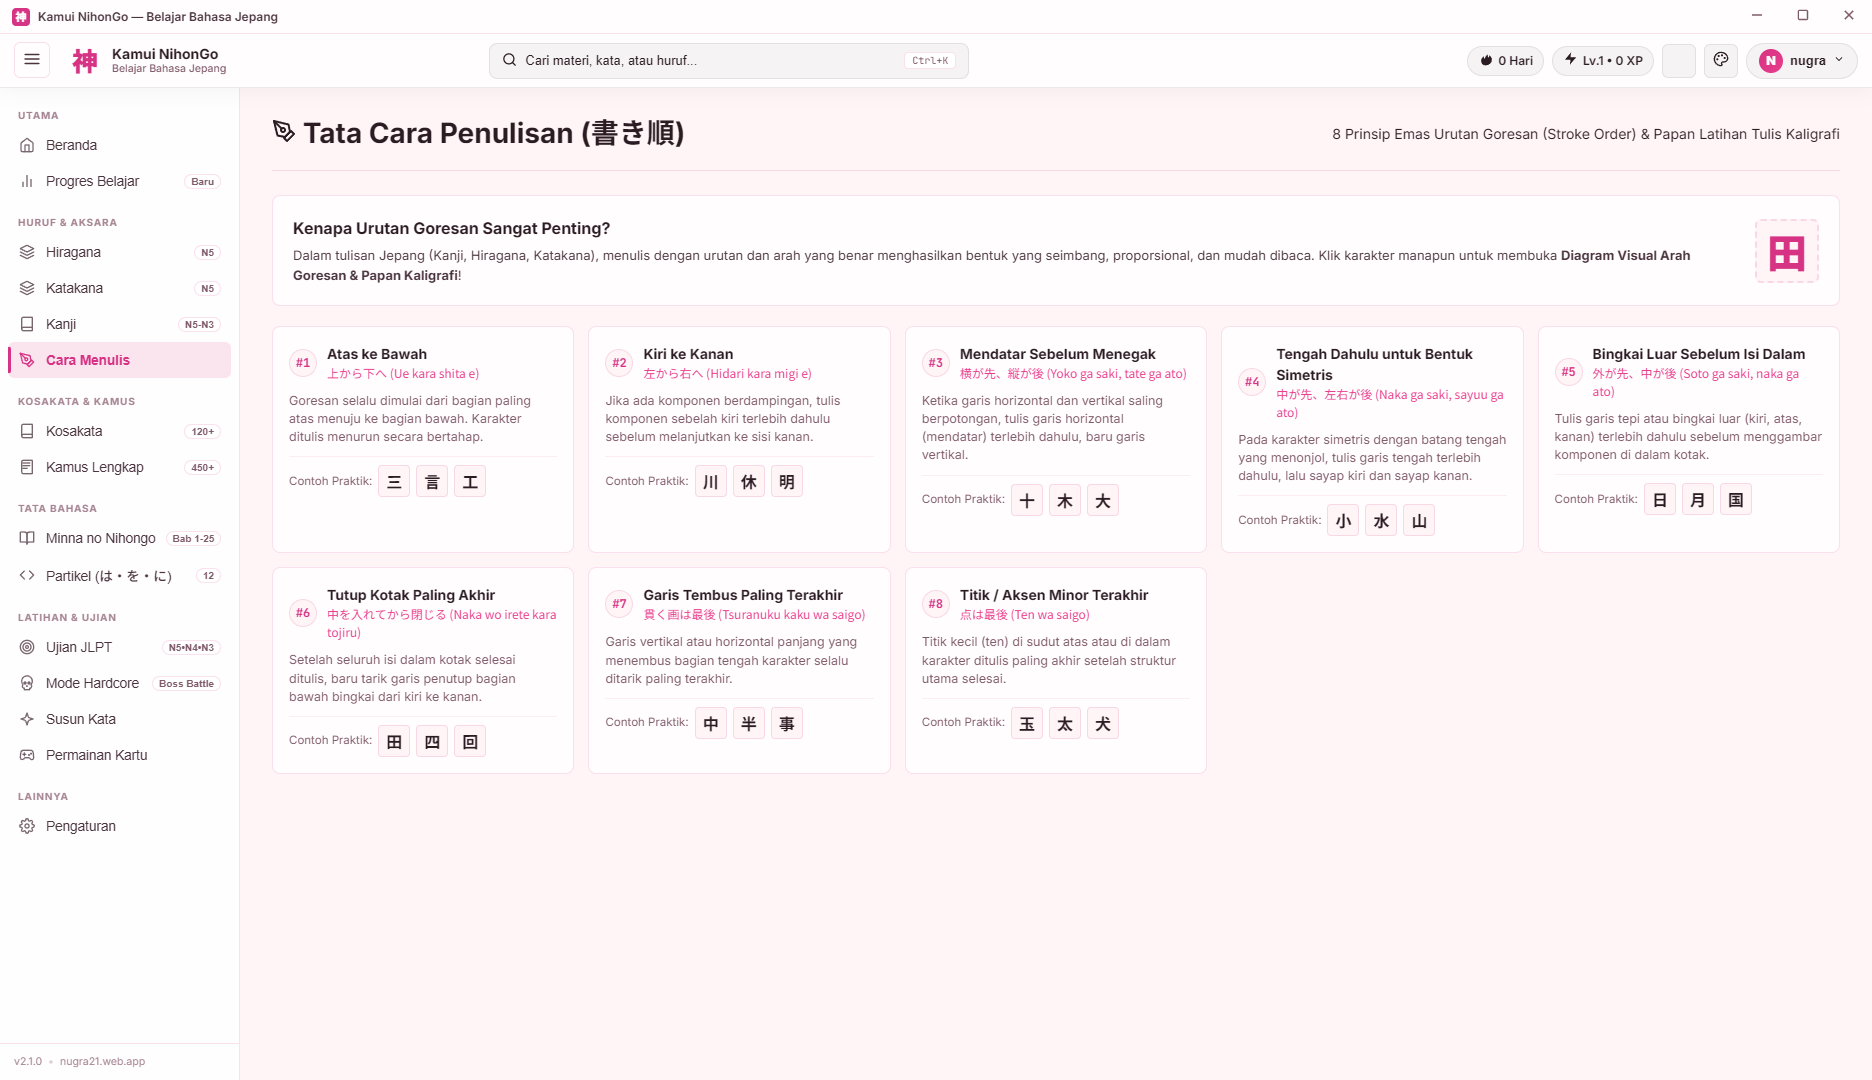 神 Kamui NihonGo — Belajar Bahasa Jepang
神 Kamui NihonGo
Belajar Bahasa Jepang
Cari materi, kata, atau huruf...
Ctrl+K
0 Hari
Lv.1 • 0 XP
N nugra
UTAMA
Beranda
Progres Belajar Baru
HURUF & AKSARA
Hiragana N5
Katakana N5
Kanji N5-N3
Cara Menulis
KOSAKATA & KAMUS
Kosakata 120+
Kamus Lengkap 450+
TATA BAHASA
Minna no Nihongo Bab 1-25
Partikel (は・を・に) 12
LATIHAN & UJIAN
Ujian JLPT N5•N4•N3
Mode Hardcore Boss Battle
Susun Kata
Permainan Kartu
LAINNYA
Pengaturan
v2.1.0 • nugra21.web.app
Tata Cara Penulisan (書き順)
8 Prinsip Emas Urutan Goresan (Stroke Order) & Papan Latihan Tulis Kaligrafi
Kenapa Urutan Goresan Sangat Penting?
Dalam tulisan Jepang (Kanji, Hiragana, Katakana), menulis dengan urutan dan arah yang benar menghasilkan bentuk yang seimbang, proporsional, dan mudah dibaca. Klik karakter manapun untuk membuka Diagram Visual Arah
Goresan & Papan Kaligrafi!
田
#1 Atas ke Bawah
上から下へ (Ue kara shita e)
Goresan selalu dimulai dari bagian paling
atas menuju ke bagian bawah. Karakter
ditulis menurun secara bertahap.
Contoh Praktik: 三 言 工
#2 Kiri ke Kanan
左から右へ (Hidari kara migi e)
Jika ada komponen berdampingan, tulis
komponen sebelah kiri terlebih dahulu
sebelum melanjutkan ke sisi kanan.
Contoh Praktik: 川 休 明
#3 Mendatar Sebelum Menegak
横が先、縦が後 (Yoko ga saki, tate ga ato)
Ketika garis horizontal dan vertikal saling
berpotongan, tulis garis horizontal
(mendatar) terlebih dahulu, baru garis
vertikal.
Contoh Praktik: 十 木 大
#4 Tengah Dahulu untuk Bentuk
Simetris
中が先、左右が後 (Naka ga saki, sayuu ga
ato)
Pada karakter simetris dengan batang tengah
yang menonjol, tulis garis tengah terlebih
dahulu, lalu sayap kiri dan sayap kanan.
Contoh Praktik: 小 水 山
#5 Bingkai Luar Sebelum Isi Dalam
外が先、中が後 (Soto ga saki, naka ga
ato)
Tulis garis tepi atau bingkai luar (kiri, atas,
kanan) terlebih dahulu sebelum menggambar
komponen di dalam kotak.
Contoh Praktik: 日 月 国
#6 Tutup Kotak Paling Akhir
中を入れてから閉じる (Naka wo irete kara
tojiru)
Setelah seluruh isi dalam kotak selesai
ditulis, baru tarik garis penutup bagian
bawah bingkai dari kiri ke kanan.
Contoh Praktik: 田 四 回
#7 Garis Tembus Paling Terakhir
貫く画は最後 (Tsuranuku kaku wa saigo)
Garis vertikal atau horizontal panjang yang
menembus bagian tengah karakter selalu
ditarik paling terakhir.
Contoh Praktik: 中 半 事
#8 Titik / Aksen Minor Terakhir
点は最後 (Ten wa saigo)
Titik kecil (ten) di sudut atas atau di dalam
karakter ditulis paling akhir setelah struktur
utama selesai.
Contoh Praktik: 玉 太 犬